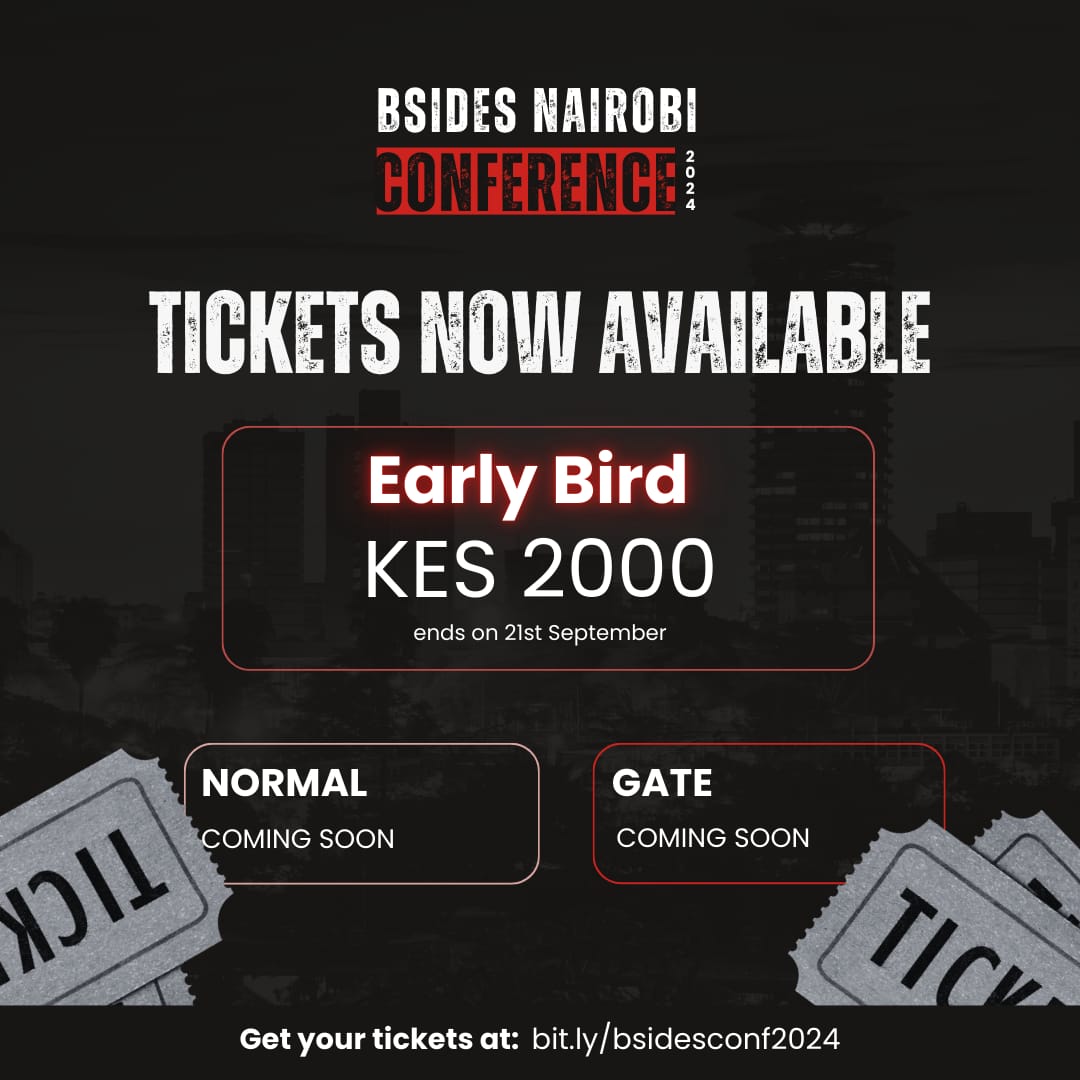 BSIDES NAIROBI
CONFERENCE 2024
TICKETS NOW AVAILABLE
Early Bird
KES 2000
ends on 21st September
NORMAL
COMING SOON
GATE
COMING SOON
Get your tickets at: bit.ly/bsidesconf2024